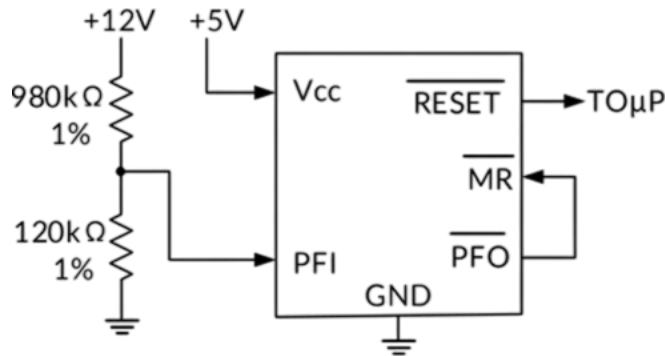 +12V
+5V
980kΩ
1%
Vcc
RESET
TOμP
MR
120kΩ
1%
PFI
PFO
GND